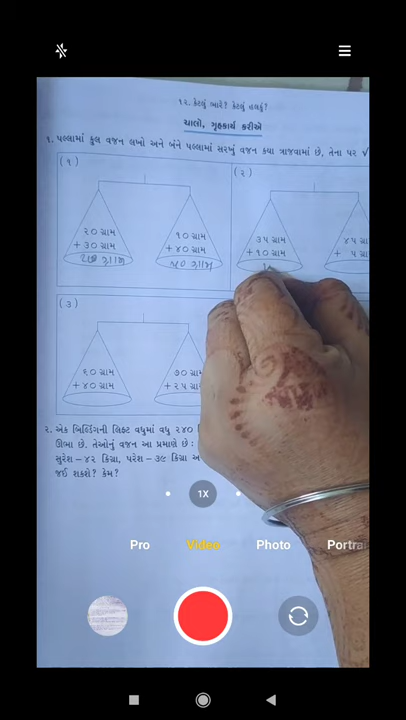 ૧૨. કેટલું ભારે? કેટલું હલકું?
ચાલો, ગૃહકાર્ય કરીએ
૧. પલ્લામાં કુલ વજન લખો અને બંને પલ્લામાં સરખું વજન કયા ત્રાજવામાં છે, તેના પર √
(૧)
૨૦ ગ્રામ
+ ૩૦ ગ્રામ
૧૦ ગ્રામ
+ ૪૦ ગ્રામ
૫૦ ગ્રામ
(૨)
૩૫ ગ્રામ
+ ૧૦ ગ્રામ
૪૫ ગ્રામ
+ ૫ ગ્રામ
(૩)
૬૦ ગ્રામ
+ ૪૦ ગ્રામ
૭૦ ગ્રામ
+ ૨૫
૨. એક બિલ્ડિંગની લિફ્ટ વધુમાં વધુ ૨૪૦
ઊભા છે. તેઓનું વજન આ પ્રમાણે છે :
સુરેશ – ૪૨ કિગ્રા, પરેશ – ૩૯ કિગ્રા અ
જઈ શકશે? કેમ?
1X
Pro Video Photo Portra